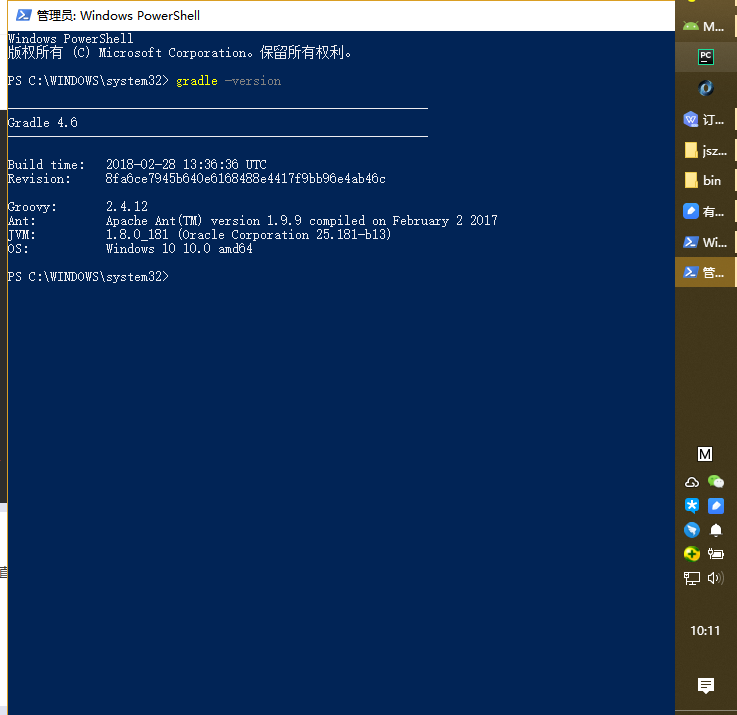 管理员: Windows PowerShell
Windows PowerShell
版权所有 (C) Microsoft Corporation。保留所有权利。
PS C:\WINDOWS\system32> gradle -version
Gradle 4.6
Build time: 2018-02-28 13:36:36 UTC
Revision: 8fa6ce7945b640e6168488e4417f9bb96e4ab46c
Groovy: 2.4.12
Ant: Apache Ant(TM) version 1.9.9 compiled on February 2 2017
JVM: 1.8.0_181 (Oracle Corporation 25.181-b13)
OS: Windows 10 10.0 amd64
PS C:\WINDOWS\system32>
M...
PC
W
订...
jsz...
bin
有...
Wi...
管...
M
10:11